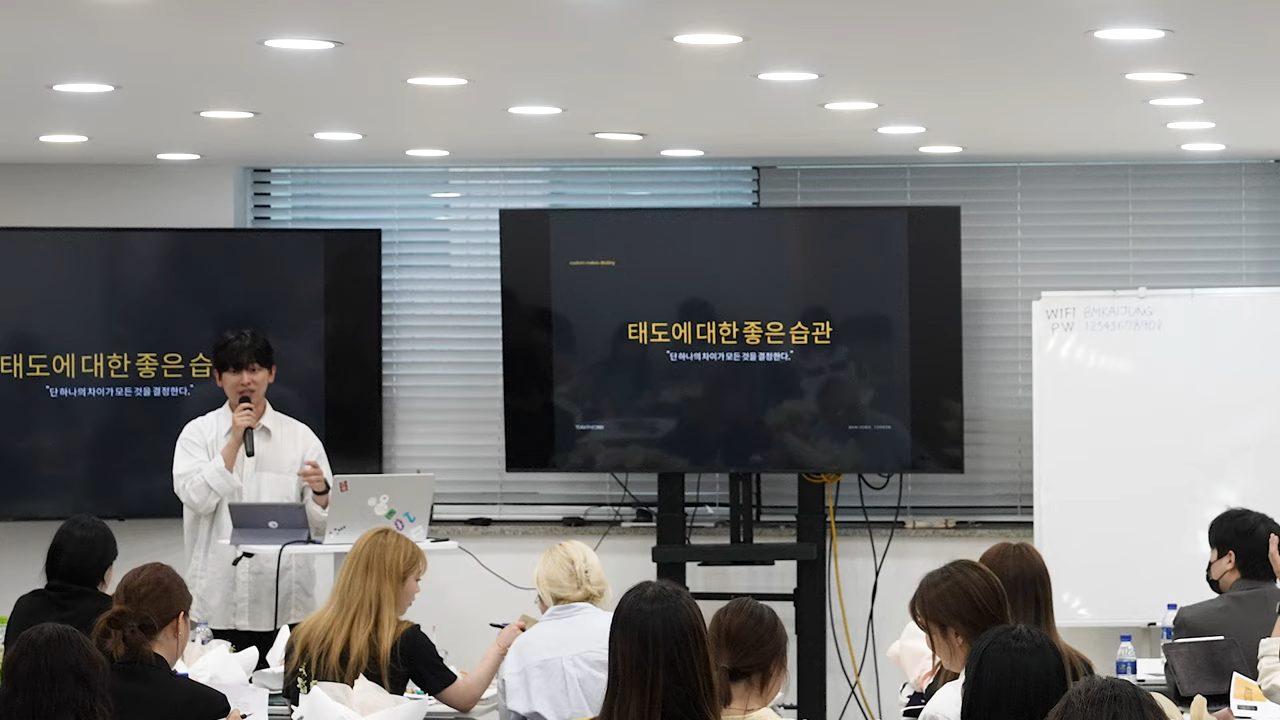 태도에 대한 좋은 습
"단 하나의 차이가 모든 것을 결정한다."
태도에 대한 좋은 습관
"단 하나의 차이가 모든 것을 결정한다."
WIFI BMKAIJUNG
PW